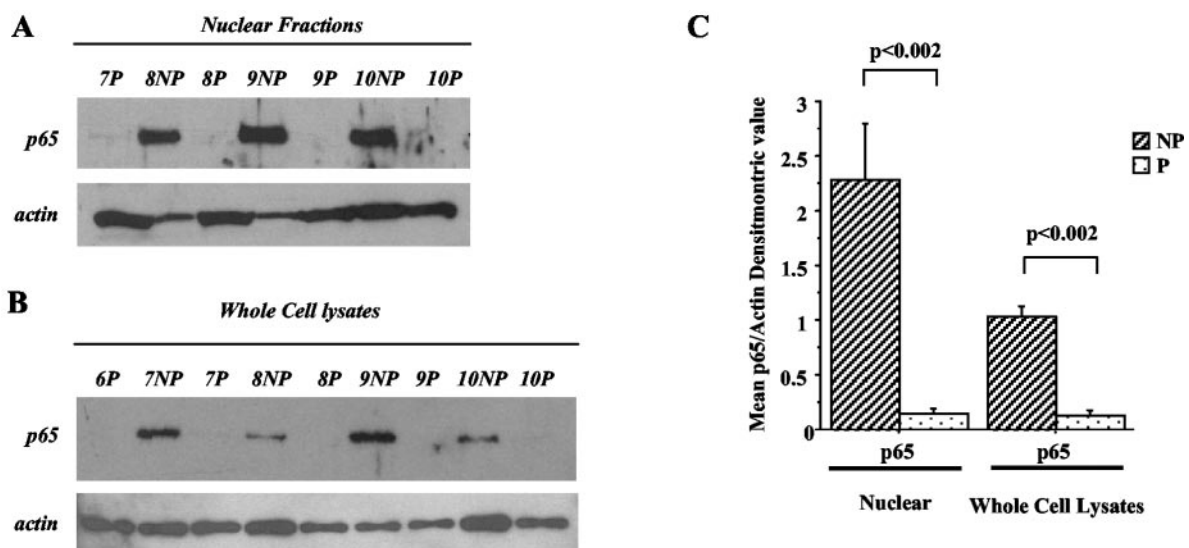 A
Nuclear Fractions
7P 8NP 8P 9NP 9P 10NP 10P
p65
actin
B
Whole Cell lysates
6P 7NP 7P 8NP 8P 9NP 9P 10NP 10P
p65
actin
C
p<0.002
NP
P
p<0.002
Mean p65/Actin Densitmontric value
3
2.5
2
1.5
1
0.5
0
p65 p65
Nuclear Whole Cell Lysates